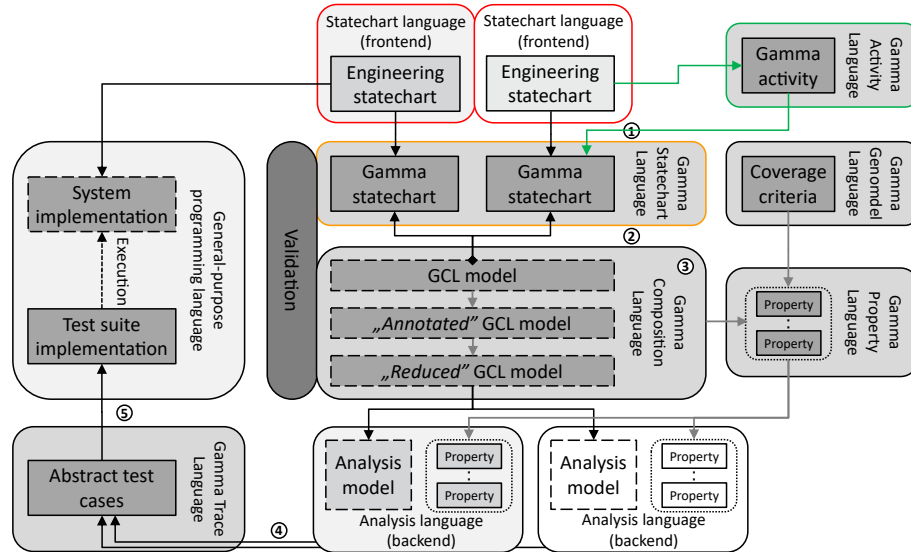 Statechart language
(frontend)
Engineering
statechart
Statechart language
(frontend)
Engineering
statechart
Gamma
activity
Gamma
Activity
Language
①
System
implementation
Execution
Test suite
implementation
General-purpose
programming language
Validation
Gamma
statechart
Gamma
statechart
Gamma
Statechart
Language
Coverage
criteria
Gamma
Genomdel
Language
②
③
GCL model
„Annotated” GCL model
„Reduced” GCL model
Gamma
Composition
Language
Property
⋮
Property
Gamma
Property
Language
⑤
Abstract test
cases
Gamma Trace
Language
④
Analysis
model
Property
⋮
Property
Analysis language
(backend)
Analysis
model
Property
⋮
Property
Analysis language
(backend)